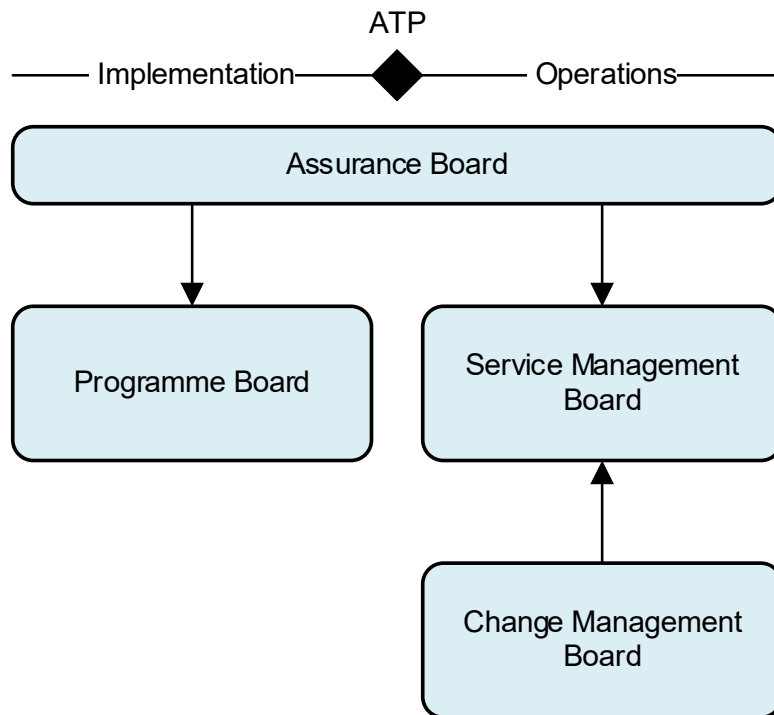 ATP
Implementation
Operations
Assurance Board
Programme Board
Service Management
Board
Change Management
Board